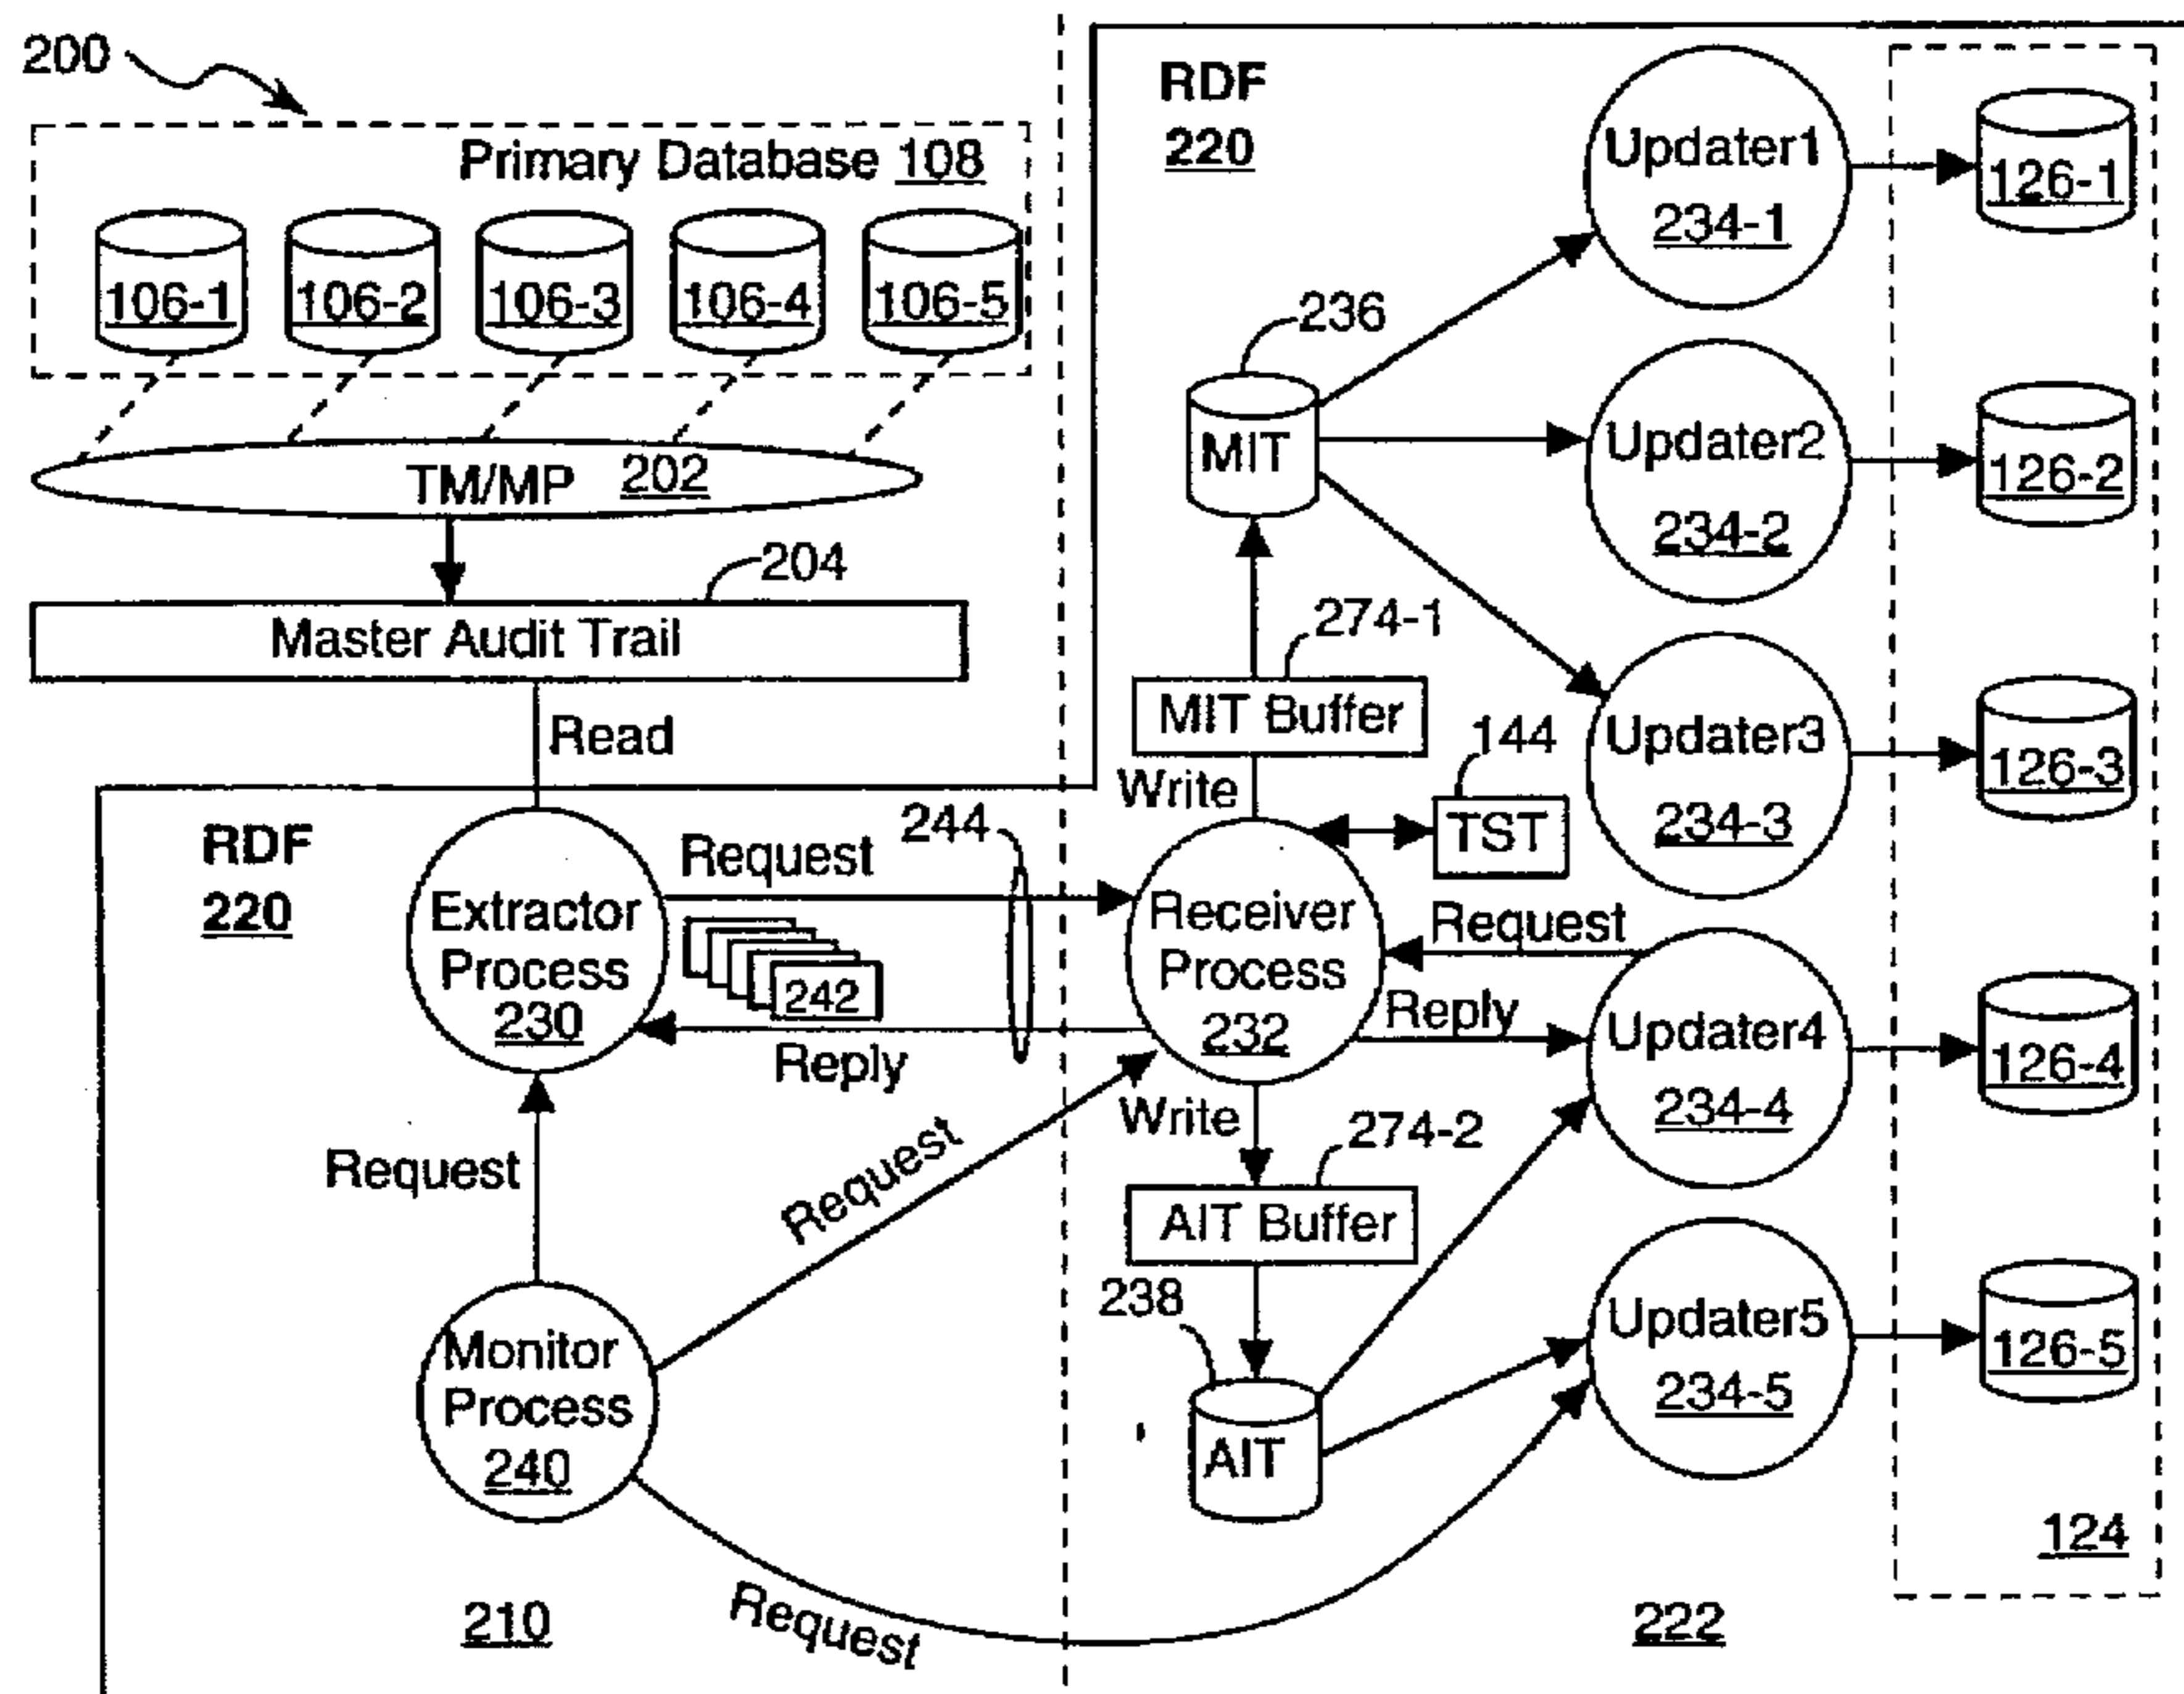 200
Primary Database 108
106-1
106-2
106-3
106-4
106-5
TM/MP 202
204
Master Audit Trail
Read
RDF
220
Extractor
Process
230
Request
244
242
Reply
Request
Request
Monitor
Process
240
Request
210
RDF
220
236
MIT
274-1
MIT Buffer
Write
144
TST
Receiver
Process
232
Request
Reply
Write
274-2
AIT Buffer
238
AIT
Updater1
234-1
Updater2
234-2
Updater3
234-3
Updater4
234-4
Updater5
234-5
126-1
126-2
126-3
126-4
126-5
124
222